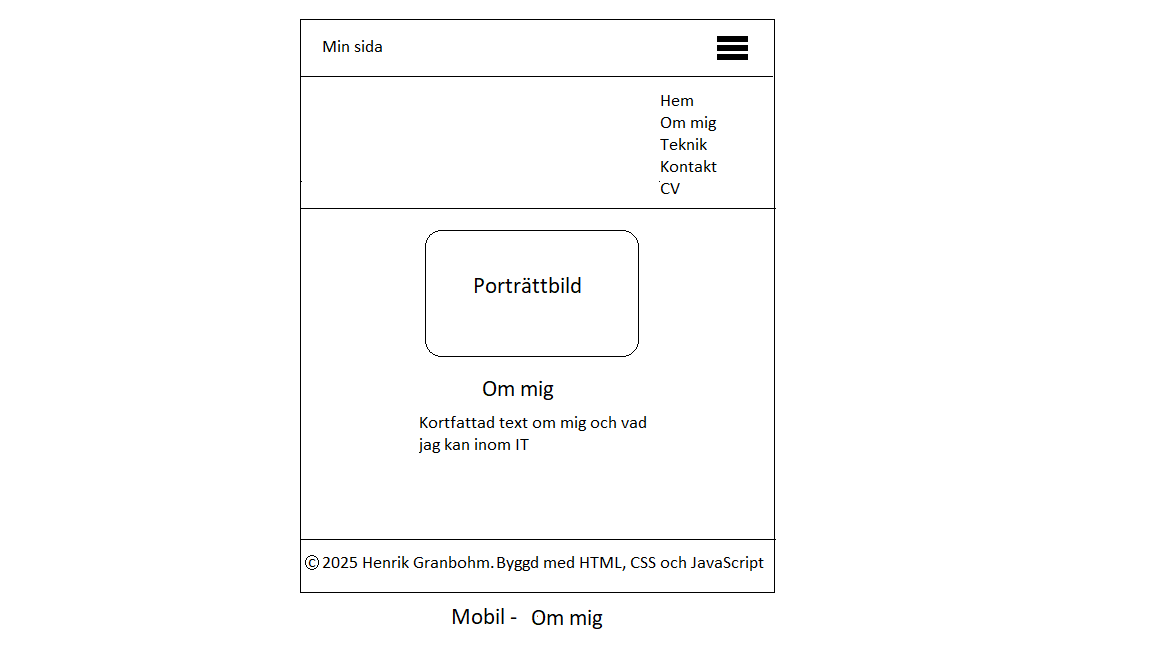 Min sida
Hem
Om mig
Teknik
Kontakt
CV
Porträttbild
Om mig
Kortfattad text om mig och vad
jag kan inom IT
© 2025 Henrik Granbohm. Byggd med HTML, CSS och JavaScript
Mobil - Om mig